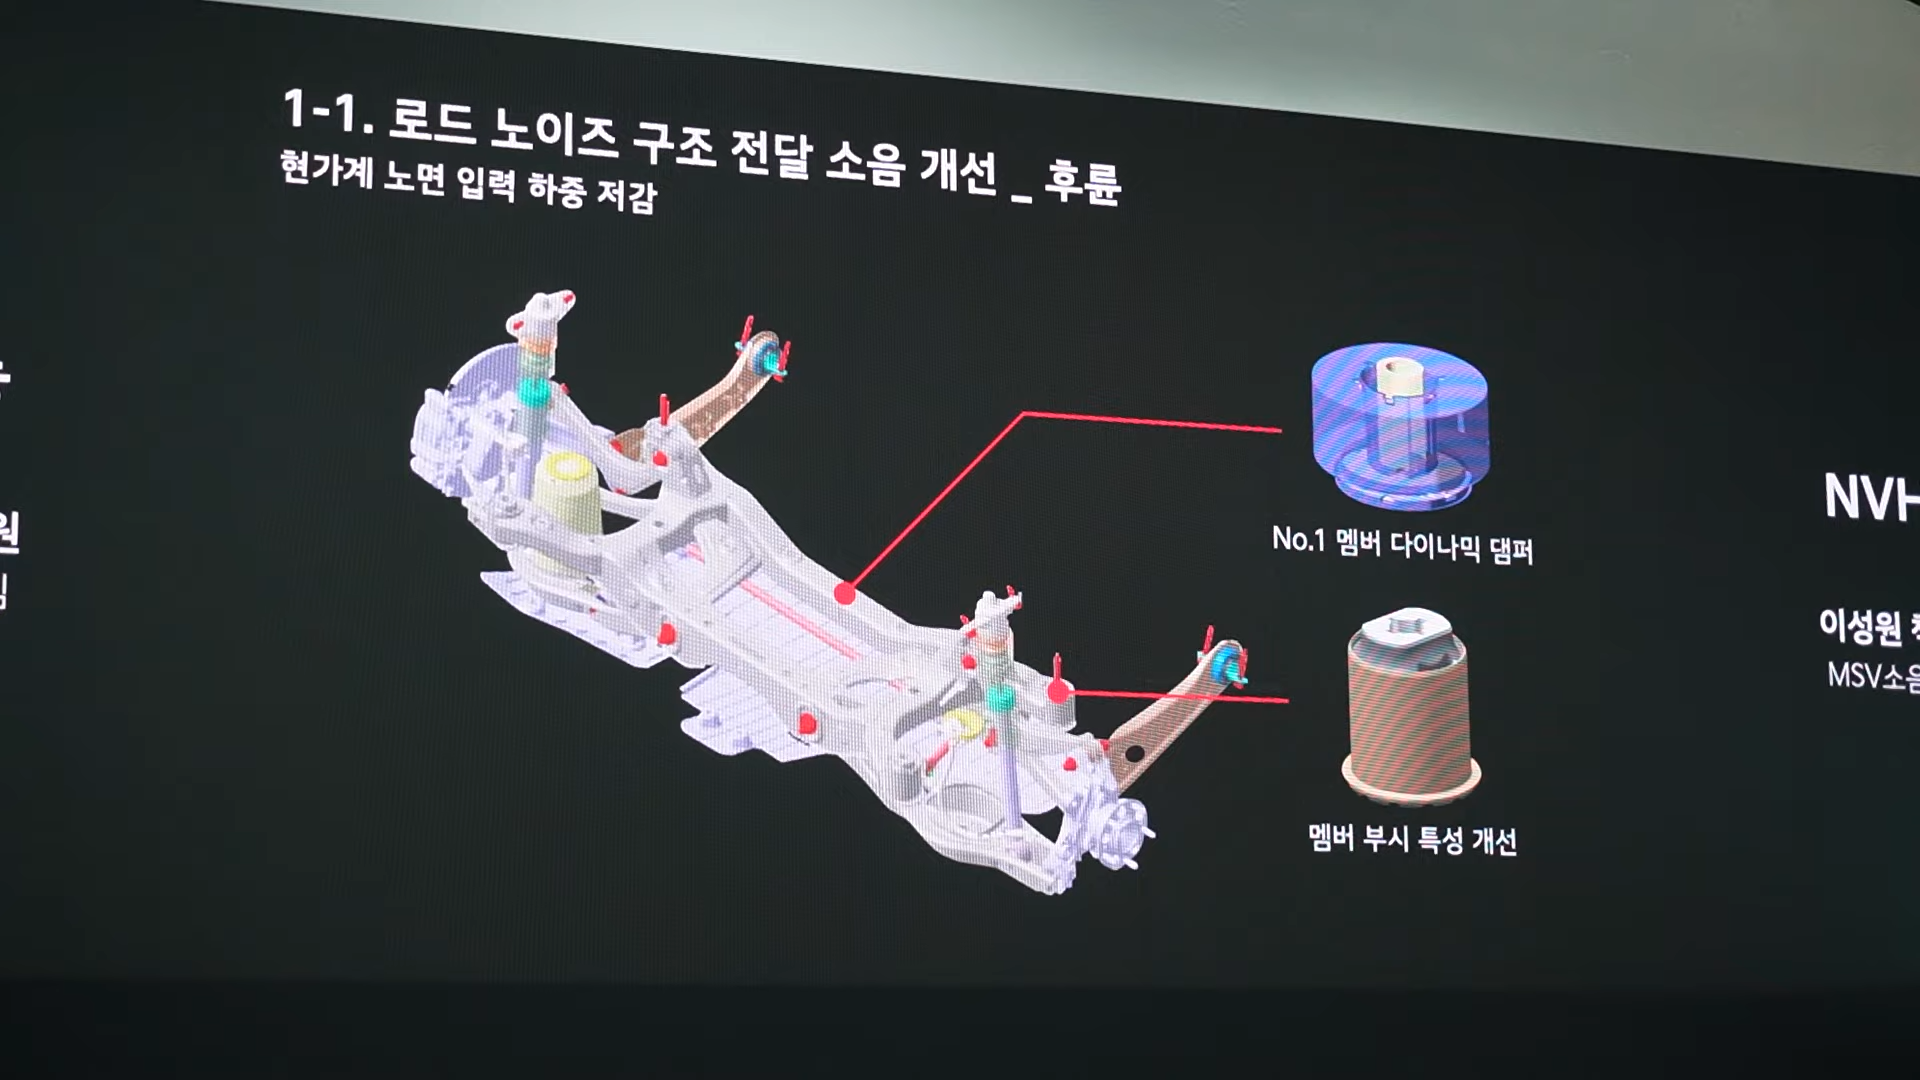 1-1. 로드 노이즈 구조 전달 소음 개선 _ 후륜
현가계 노면 입력 하중 저감
No.1 멤버 다이나믹 댐퍼
멤버 부시 특성 개선
원
NVH
이성원
MSV소음